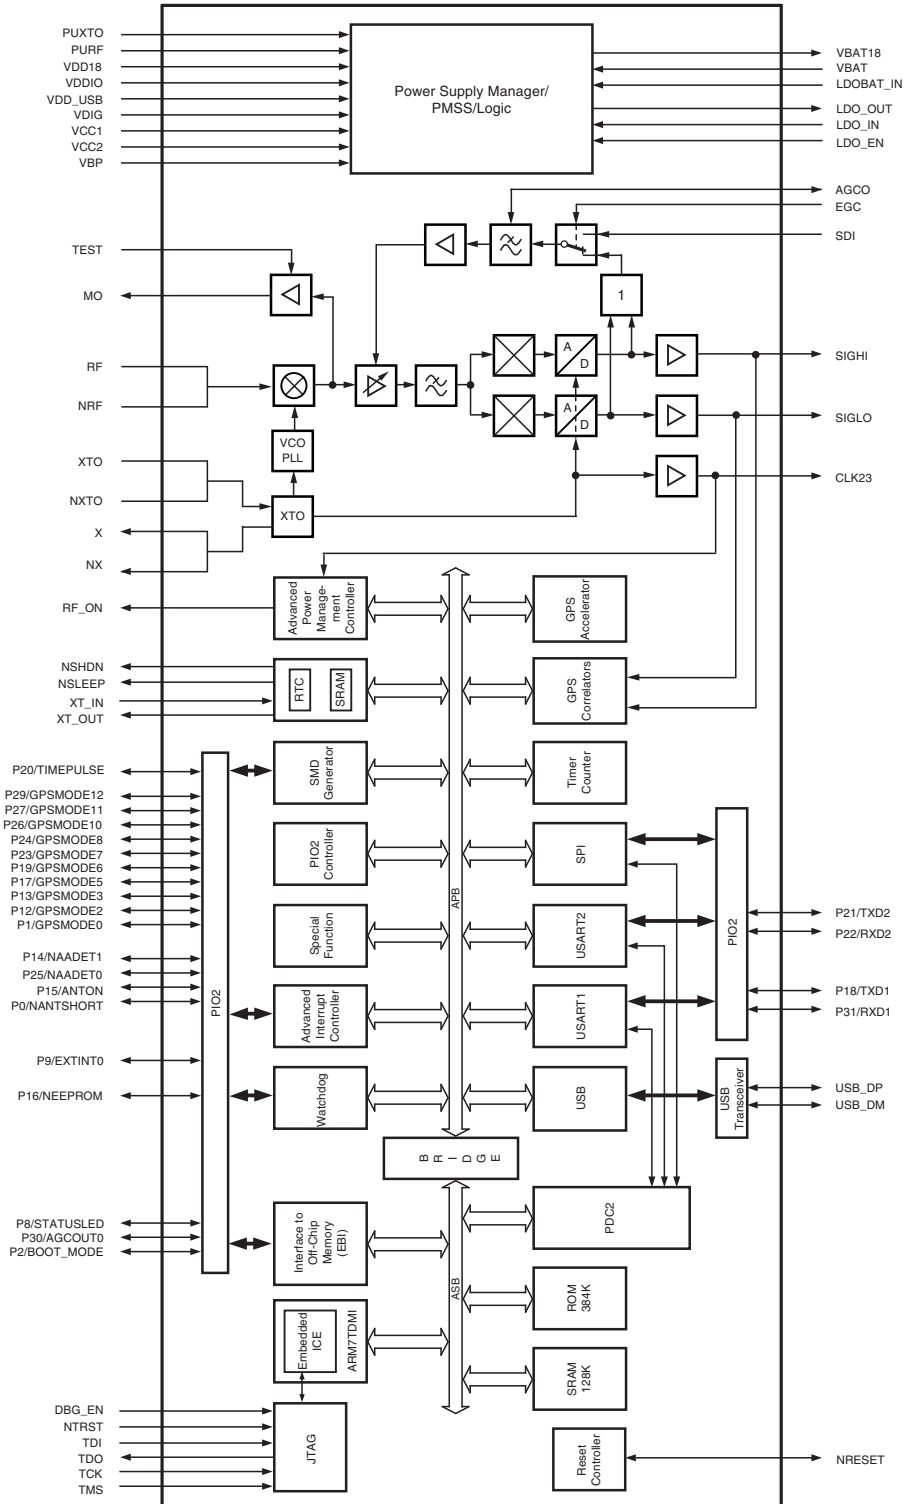 PUXTO
PURF
VDD18
VDDIO
VDD_USB
VDIG
VCC1
VCC2
VBP
Power Supply Manager/
PMSS/Logic
VBAT18
VBAT
LDOBAT_IN
LDO_OUT
LDO_IN
LDO_EN
AGCO
EGC
SDI
TEST
MO
1
RF
NRF
A
D
SIGHI
A
D
SIGLO
VCO
PLL
XTO
NXTO
XTO
CLK23
X
NX
RF_ON
Advanced
Power
Manage-
ment
Controller
GPS
Accelerator
NSHDN
NSLEEP
XT_IN
XT_OUT
RTC
SRAM
GPS
Correlators
P20/TIMEPULSE
P29/GPSMODE12
P27/GPSMODE11
P26/GPSMODE10
P24/GPSMODE8
P23/GPSMODE7
P19/GPSMODE6
P17/GPSMODE5
P13/GPSMODE3
P12/GPSMODE2
P1/GPSMODE0
P14/NAADET1
P25/NAADET0
P15/ANTON
P0/NANTSHORT
P9/EXTINT0
P16/NEEPROM
P8/STATUSLED
P30/AGCOUT0
P2/BOOT_MODE
PIO2
SMD
Generator
PIO2
Controller
Special
Function
Advanced
Interrupt
Controller
Watchdog
APB
Timer
Counter
SPI
USART2
USART1
USB
PIO2
P21/TXD2
P22/RXD2
P18/TXD1
P31/RXD1
USB
Transceiver
USB_DP
USB_DM
BRIDGE
Interface to
Off-Chip
Memory
(EBI)
ASB
PDC2
ROM
384K
SRAM
128K
Embedded
ICE
ARM7TDMI
DBG_EN
NTRST
TDI
TDO
TCK
TMS
JTAG
Reset
Controller
NRESET